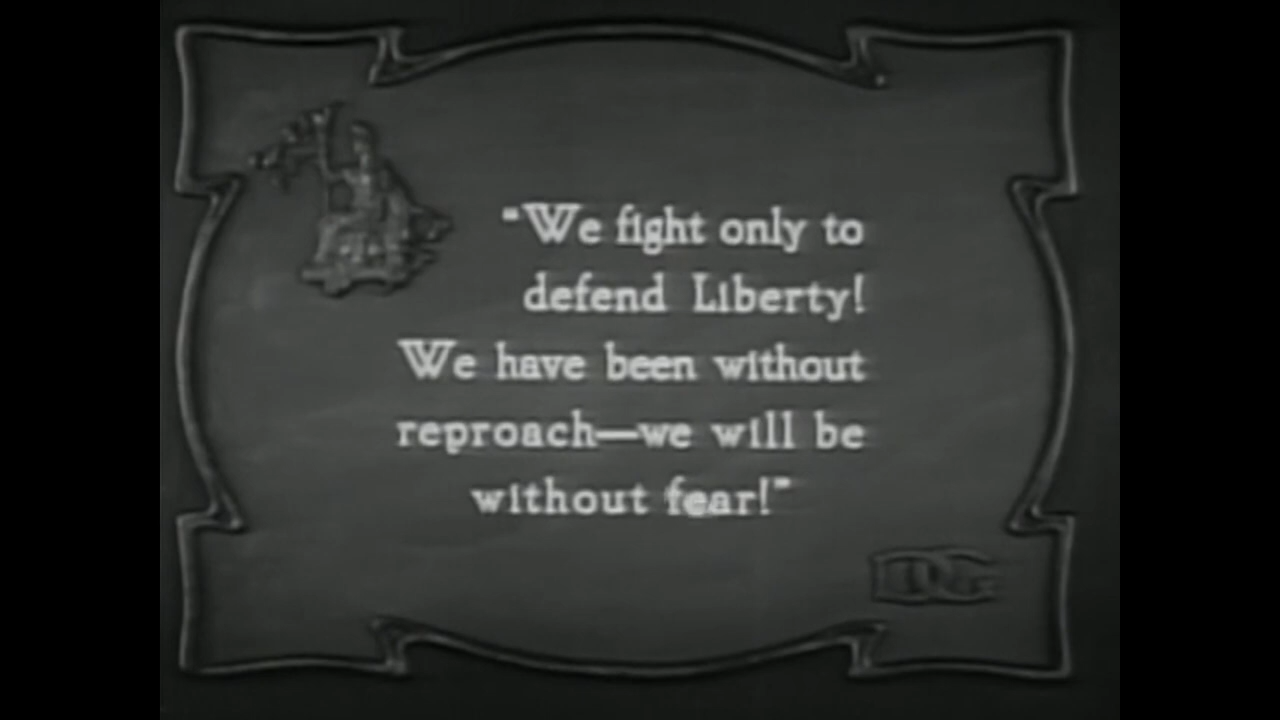 "We fight only to
defend Liberty!
We have been without
reproach—we will be
without fear!"
DG